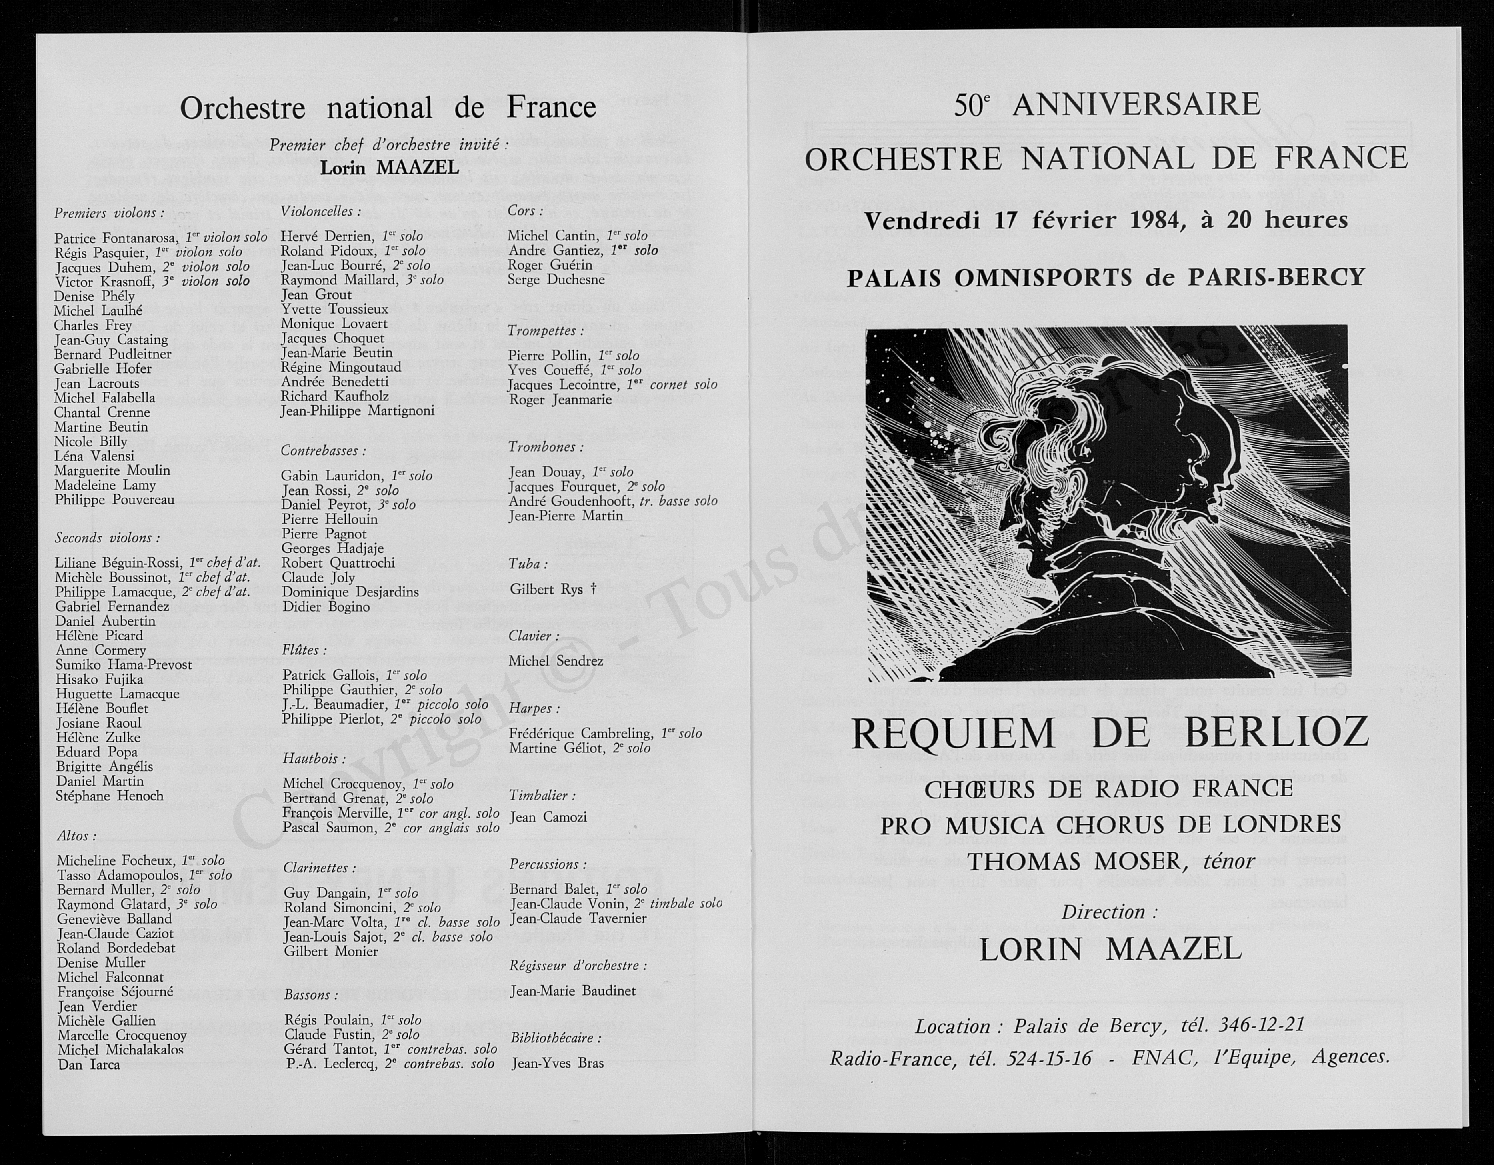 Orchestre national de France
Premier chef d'orchestre invité :
Lorin MAAZEL
Premiers violons :
Patrice Fontanarosa, 1er violon solo
Régis Pasquier, 1er violon solo
Jacques Duhem, 2e violon solo
Victor Krasnoff, 3e violon solo
Denise Phély
Michel Laulhé
Charles Frey
Jean-Guy Castaing
Bernard Pudleitner
Gabrielle Hofer
Jean Lacrouts
Michel Falabella
Chantal Crenne
Martine Beutin
Nicole Billy
Léna Valensi
Marguerite Moulin
Madeleine Lamy
Philippe Pouvereau
Seconds violons :
Liliane Béguin-Rossi, 1er chef d'at.
Michèle Boussinot, 1er chef d'at.
Philippe Lamacque, 2e chef d'at.
Gabriel Fernandez
Daniel Aubertin
Hélène Picard
Anne Cormery
Sumiko Hama-Prevost
Hisako Fujika
Huguette Lamacque
Hélène Bouflet
Josiane Raoul
Hélène Zulke
Eduard Popa
Brigitte Angélis
Daniel Martin
Stéphane Henoch
Altos :
Micheline Focheux, 1er solo
Tasso Adamopoulos, 1er solo
Bernard Muller, 2e solo
Raymond Glatard, 3e solo
Geneviève Balland
Jean-Claude Caziot
Roland Bordedebat
Denise Muller
Michel Falconnat
Françoise Séjourné
Jean Verdier
Michèle Gallien
Marcelle Crocquenoy
Michel Michalakalos
Dan Iarca
Violoncelles :
Hervé Derrien, 1er solo
Roland Pidoux, 1er solo
Jean-Luc Bourré, 2e solo
Raymond Maillard, 3e solo
Jean Grout
Yvette Toussieux
Monique Lovaert
Jacques Choquet
Jean-Marie Beutin
Régine Mingoutaud
Andrée Benedetti
Richard Kaufholz
Jean-Philippe Martignoni
Contrebasses :
Gabin Lauridon, 1er solo
Jean Rossi, 2e solo
Daniel Peyrot, 3e solo
Pierre Hellouin
Pierre Pagnot
Georges Hadjaje
Robert Quattrochi
Claude Joly
Dominique Desjardins
Didier Bogino
Flûtes :
Patrick Gallois, 1er solo
Philippe Gauthier, 2e solo
J.-L. Beaumadier, 1er piccolo solo
Philippe Pierlot, 2e piccolo solo
Hautbois :
Michel Crocquenoy, 1er solo
Bertrand Grenat, 2e solo
François Merville, 1er cor angl. solo
Pascal Saumon, 2e cor anglais solo
Clarinettes :
Guy Dangain, 1er solo
Roland Simoncini, 2e solo
Jean-Marc Volta, 1re cl. basse solo
Jean-Louis Sajot, 2e cl. basse solo
Gilbert Monier
Bassons :
Régis Poulain, 1er solo
Claude Fustin, 2e solo
Gérard Tantot, 1er contrebas. solo
P.-A. Leclercq, 2e contrebas. solo
Cors :
Michel Cantin, 1er solo
Andre Gantiez, 1er solo
Roger Guérin
Serge Duchesne
Trompettes :
Pierre Pollin, 1er solo
Yves Coueffé, 1er solo
Jacques Lecointre, 1er cornet solo
Roger Jeanmarie
Trombones :
Jean Douay, 1er solo
Jacques Fourquet, 2e solo
André Goudenhooft, tr. basse solo
Jean-Pierre Martin
Tuba :
Gilbert Rys †
Clavier :
Michel Sendrez
Harpes :
Frédérique Cambreling, 1er solo
Martine Géliot, 2e solo
Timbalier :
Jean Camozi
Percussions :
Bernard Balet, 1er solo
Jean-Claude Vonin, 2e timbale solo
Jean-Claude Tavernier
Régisseur d'orchestre :
Jean-Marie Baudinet
Bibliothécaire :
Jean-Yves Bras
50e ANNIVERSAIRE
ORCHESTRE NATIONAL DE FRANCE
Vendredi 17 février 1984, à 20 heures
PALAIS OMNISPORTS de PARIS-BERCY
REQUIEM DE BERLIOZ
CHŒURS DE RADIO FRANCE
PRO MUSICA CHORUS DE LONDRES
THOMAS MOSER, ténor
Direction :
LORIN MAAZEL
Location : Palais de Bercy, tél. 346-12-21
Radio-France, tél. 524-15-16 - FNAC, l'Equipe, Agences.
Copyright © - Tous